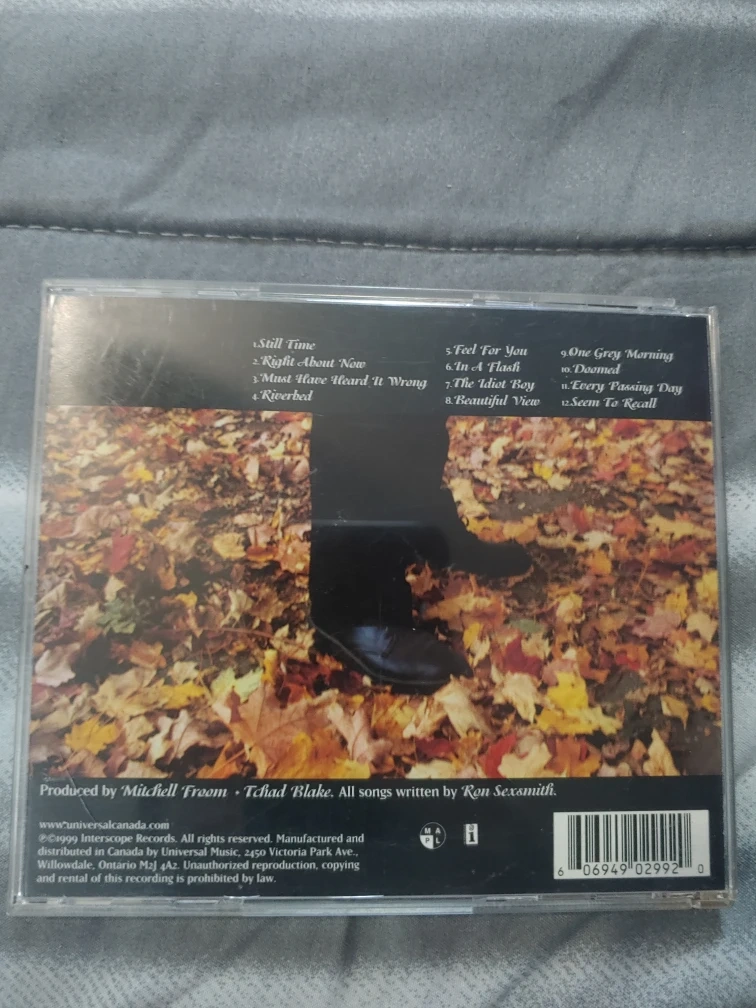 1.Still Time
2.Right About Now
3.Must Have Heard It Wrong
4.Riverbed
5.Feel For You
6.In A Flash
7.The Idiot Boy
8.Beautiful View
9.One Grey Morning
10.Doomed
11.Every Passing Day
12.Seem To Recall
Produced by Mitchell Froom • Tchad Blake. All songs written by Ron Sexsmith.
www.universalcanada.com
℗©1999 Interscope Records. All rights reserved. Manufactured and
distributed in Canada by Universal Music, 2450 Victoria Park Ave.,
Willowdale, Ontario M2J 4A2. Unauthorized reproduction, copying
and rental of this recording is prohibited by law.
M A
P L
i
6 06949 02992 0